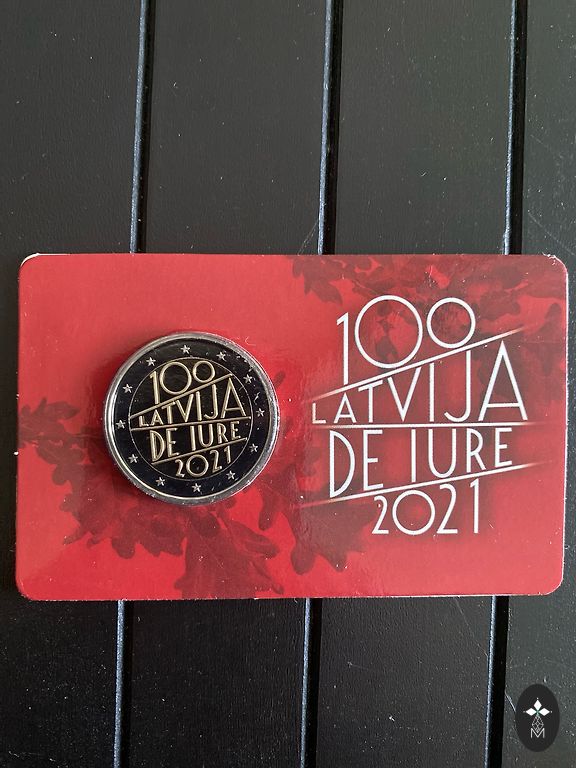 100
LATVIJA
DE IURE
2021
100
LATVIJA
DE IURE
2021
M